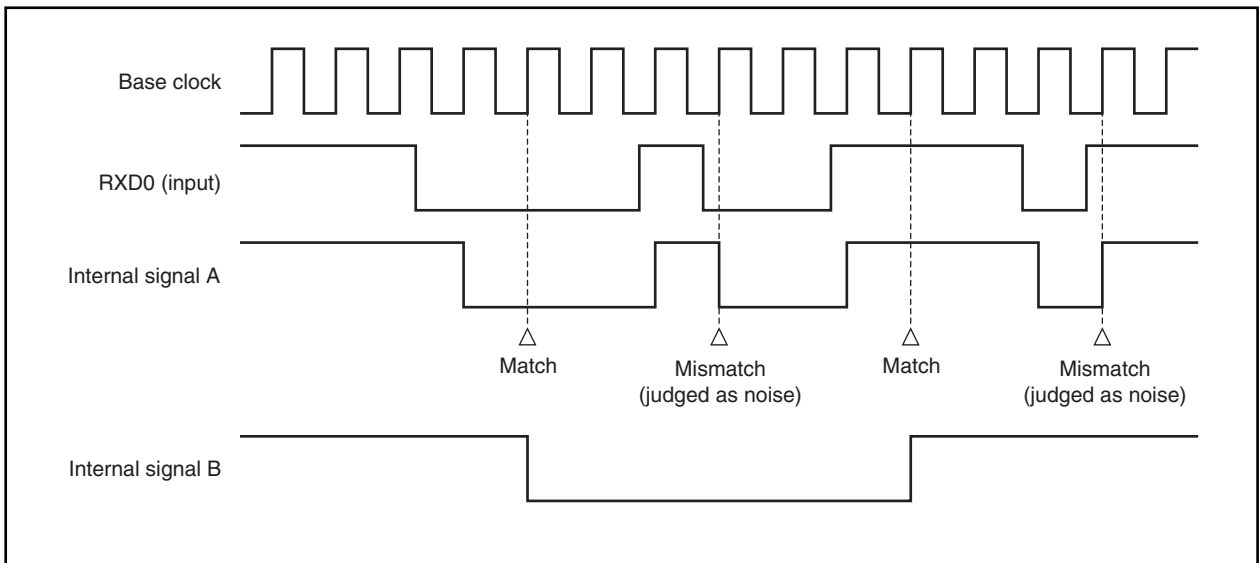 Base clock
RXD0 (input)
Internal signal A
Match
Mismatch
(judged as noise)
Match
Mismatch
(judged as noise)
Internal signal B